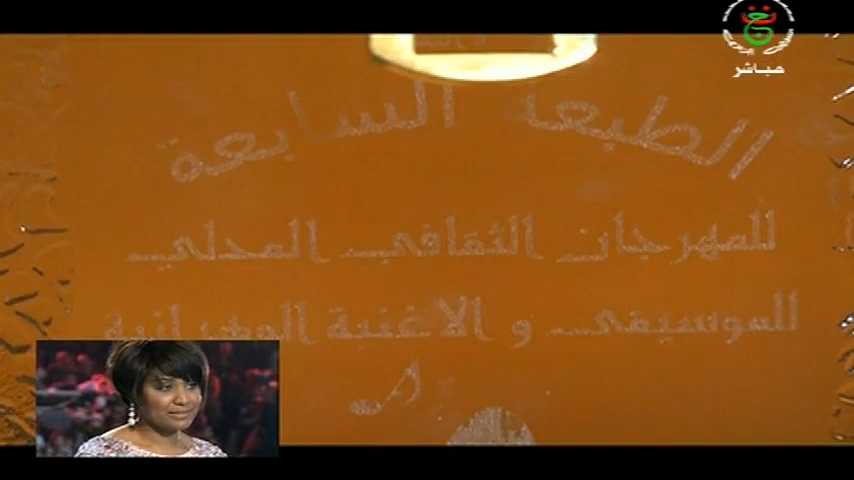 مباشر
الطبعة السابعة
للمهرجان الثقافي المحلي
للموسيقى و الاغنية الوهرانية